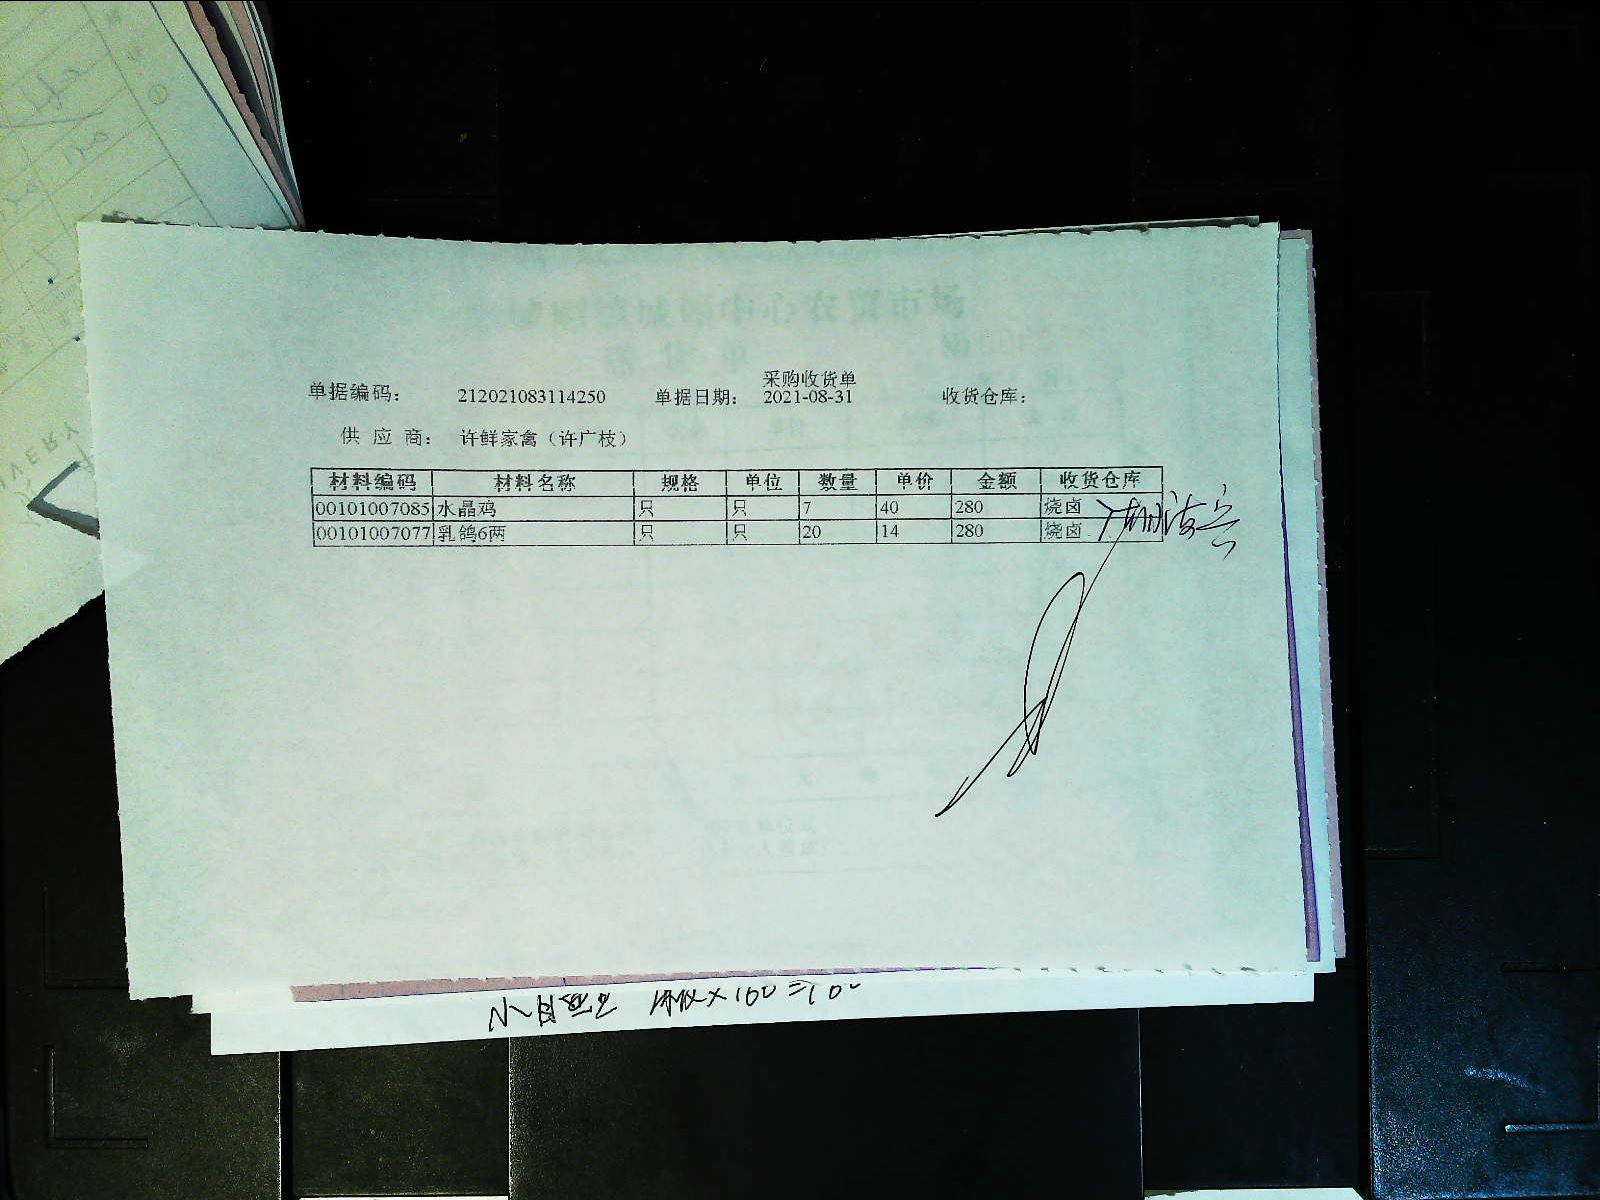 采购收货单
单据编码： 212021083114250 单据日期： 2021-08-31 收货仓库：
供 应 商： 许鲜家禽（许广枝）
材料编码 材料名称 规格 单位 数量 单价 金额 收货仓库
00101007085 水晶鸡 只 只 7 40 280 烧卤
00101007077 乳鸽6两 只 只 20 14 280 烧卤